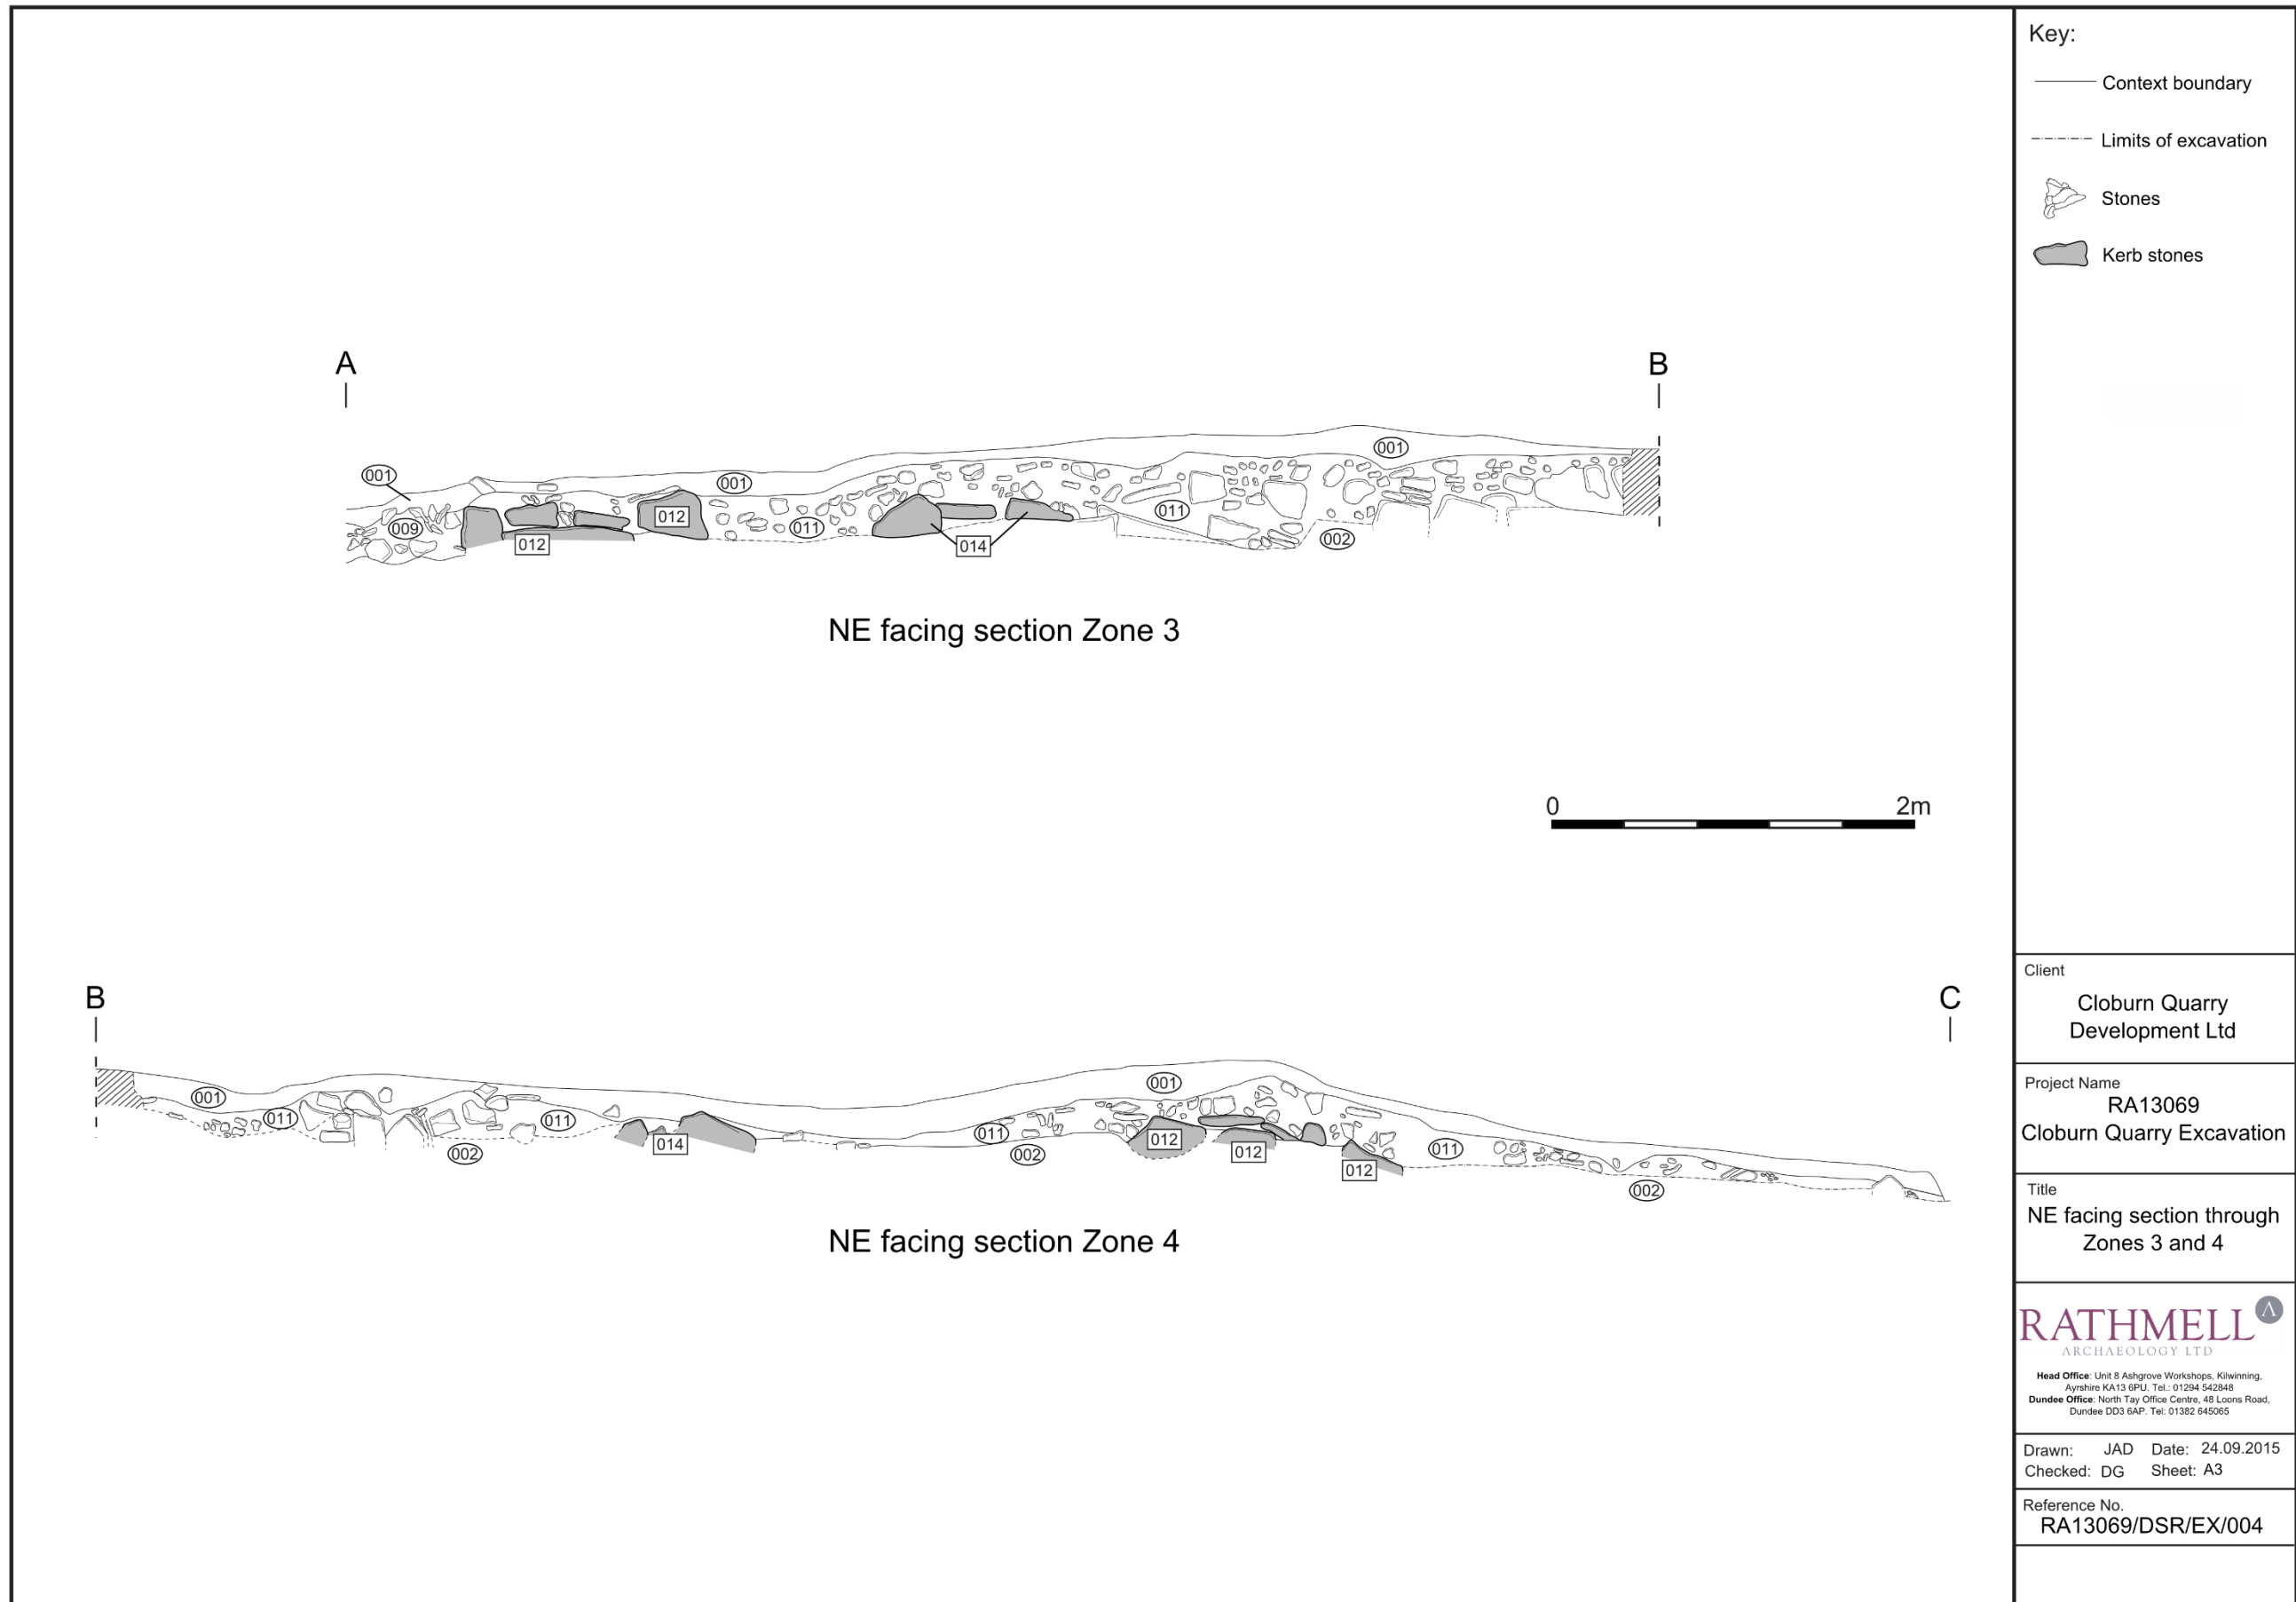 A
B
001
001
001
009
012
012
011
011
014
002
NE facing section Zone 3
0 2m
B
C
001
001
011
011
011
011
002
014
002
012
012
012
002
NE facing section Zone 4
Key:
Context boundary
Limits of excavation
Stones
Kerb stones
Client
Cloburn Quarry
Development Ltd
Project Name
RA13069
Cloburn Quarry Excavation
Title
NE facing section through
Zones 3 and 4
RATHMELL Λ
ΛRCHΛEOLOGY LTD
Head Office: Unit 8 Ashgrove Workshops, Kilwinning,
Ayrshire KA13 6PU. Tel.: 01294 542848
Dundee Office: North Tay Office Centre, 48 Loons Road,
Dundee DD3 6AP. Tel: 01382 645065
Drawn: JAD Date: 24.09.2015
Checked: DG Sheet: A3
Reference No.
RA13069/DSR/EX/004